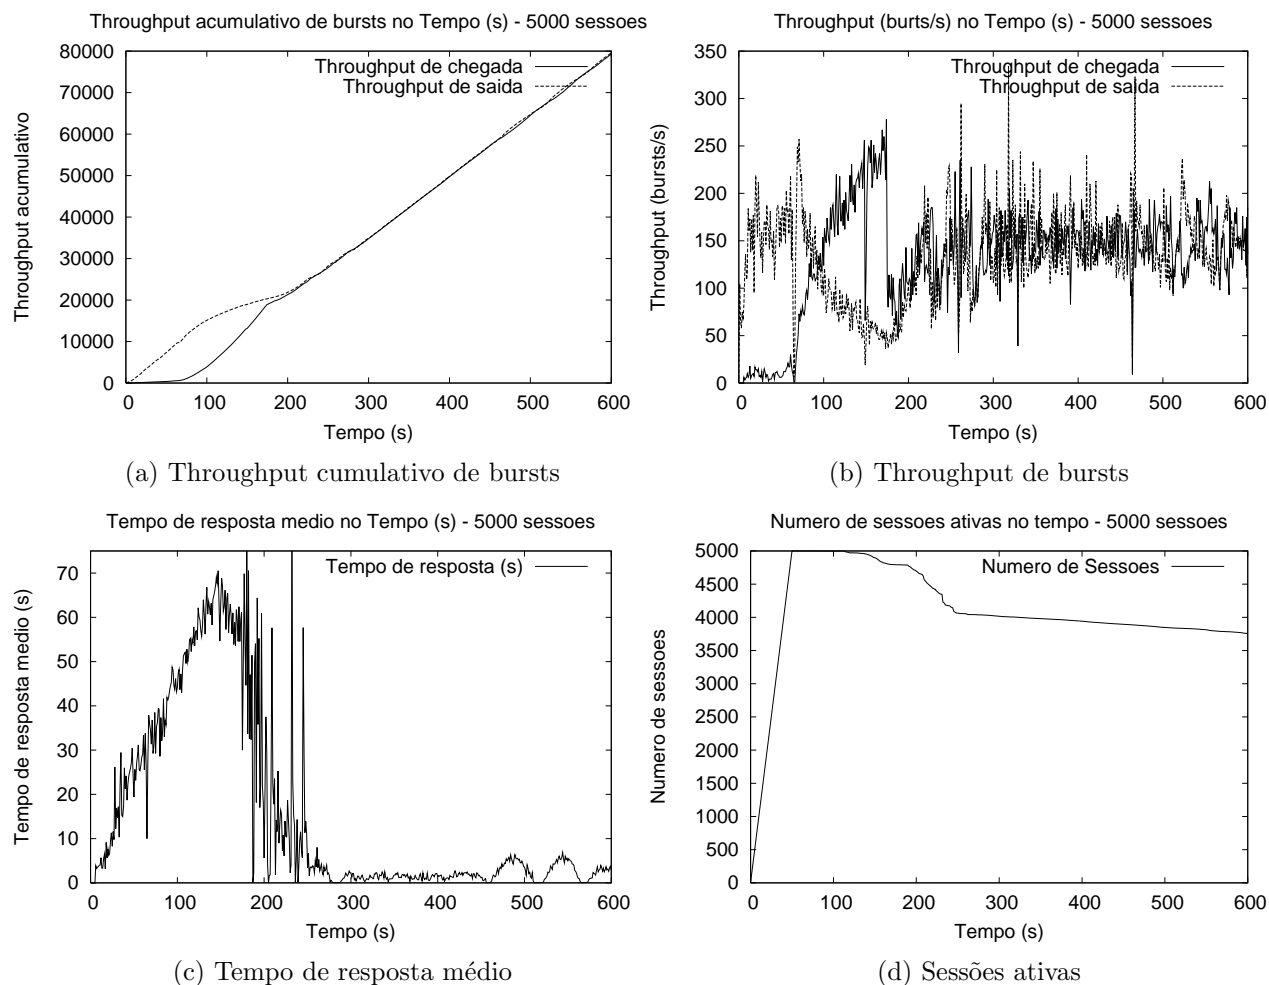 Throughput acumulativo de bursts no Tempo (s) - 5000 sessoes
80000
70000
60000
50000
40000
30000
20000
10000
0
Throughput acumulativo
Throughput de chegada
Throughput de saida
0 100 200 300 400 500 600
Tempo (s)
(a) Throughput cumulativo de bursts
Throughput (burts/s) no Tempo (s) - 5000 sessoes
350
300
250
200
150
100
50
0
Throughput (bursts/s)
Throughput de chegada
Throughput de saida
0 100 200 300 400 500 600
Tempo (s)
(b) Throughput de bursts
Tempo de resposta medio no Tempo (s) - 5000 sessoes
70
60
50
40
30
20
10
0
Tempo de resposta medio (s)
Tempo de resposta (s)
0 100 200 300 400 500 600
Tempo (s)
(c) Tempo de resposta médio
Numero de sessoes ativas no tempo - 5000 sessoes
5000
4500
4000
3500
3000
2500
2000
1500
1000
500
0
Numero de sessoes
Numero de Sessoes
0 100 200 300 400 500 600
Tempo (s)
(d) Sessões ativas